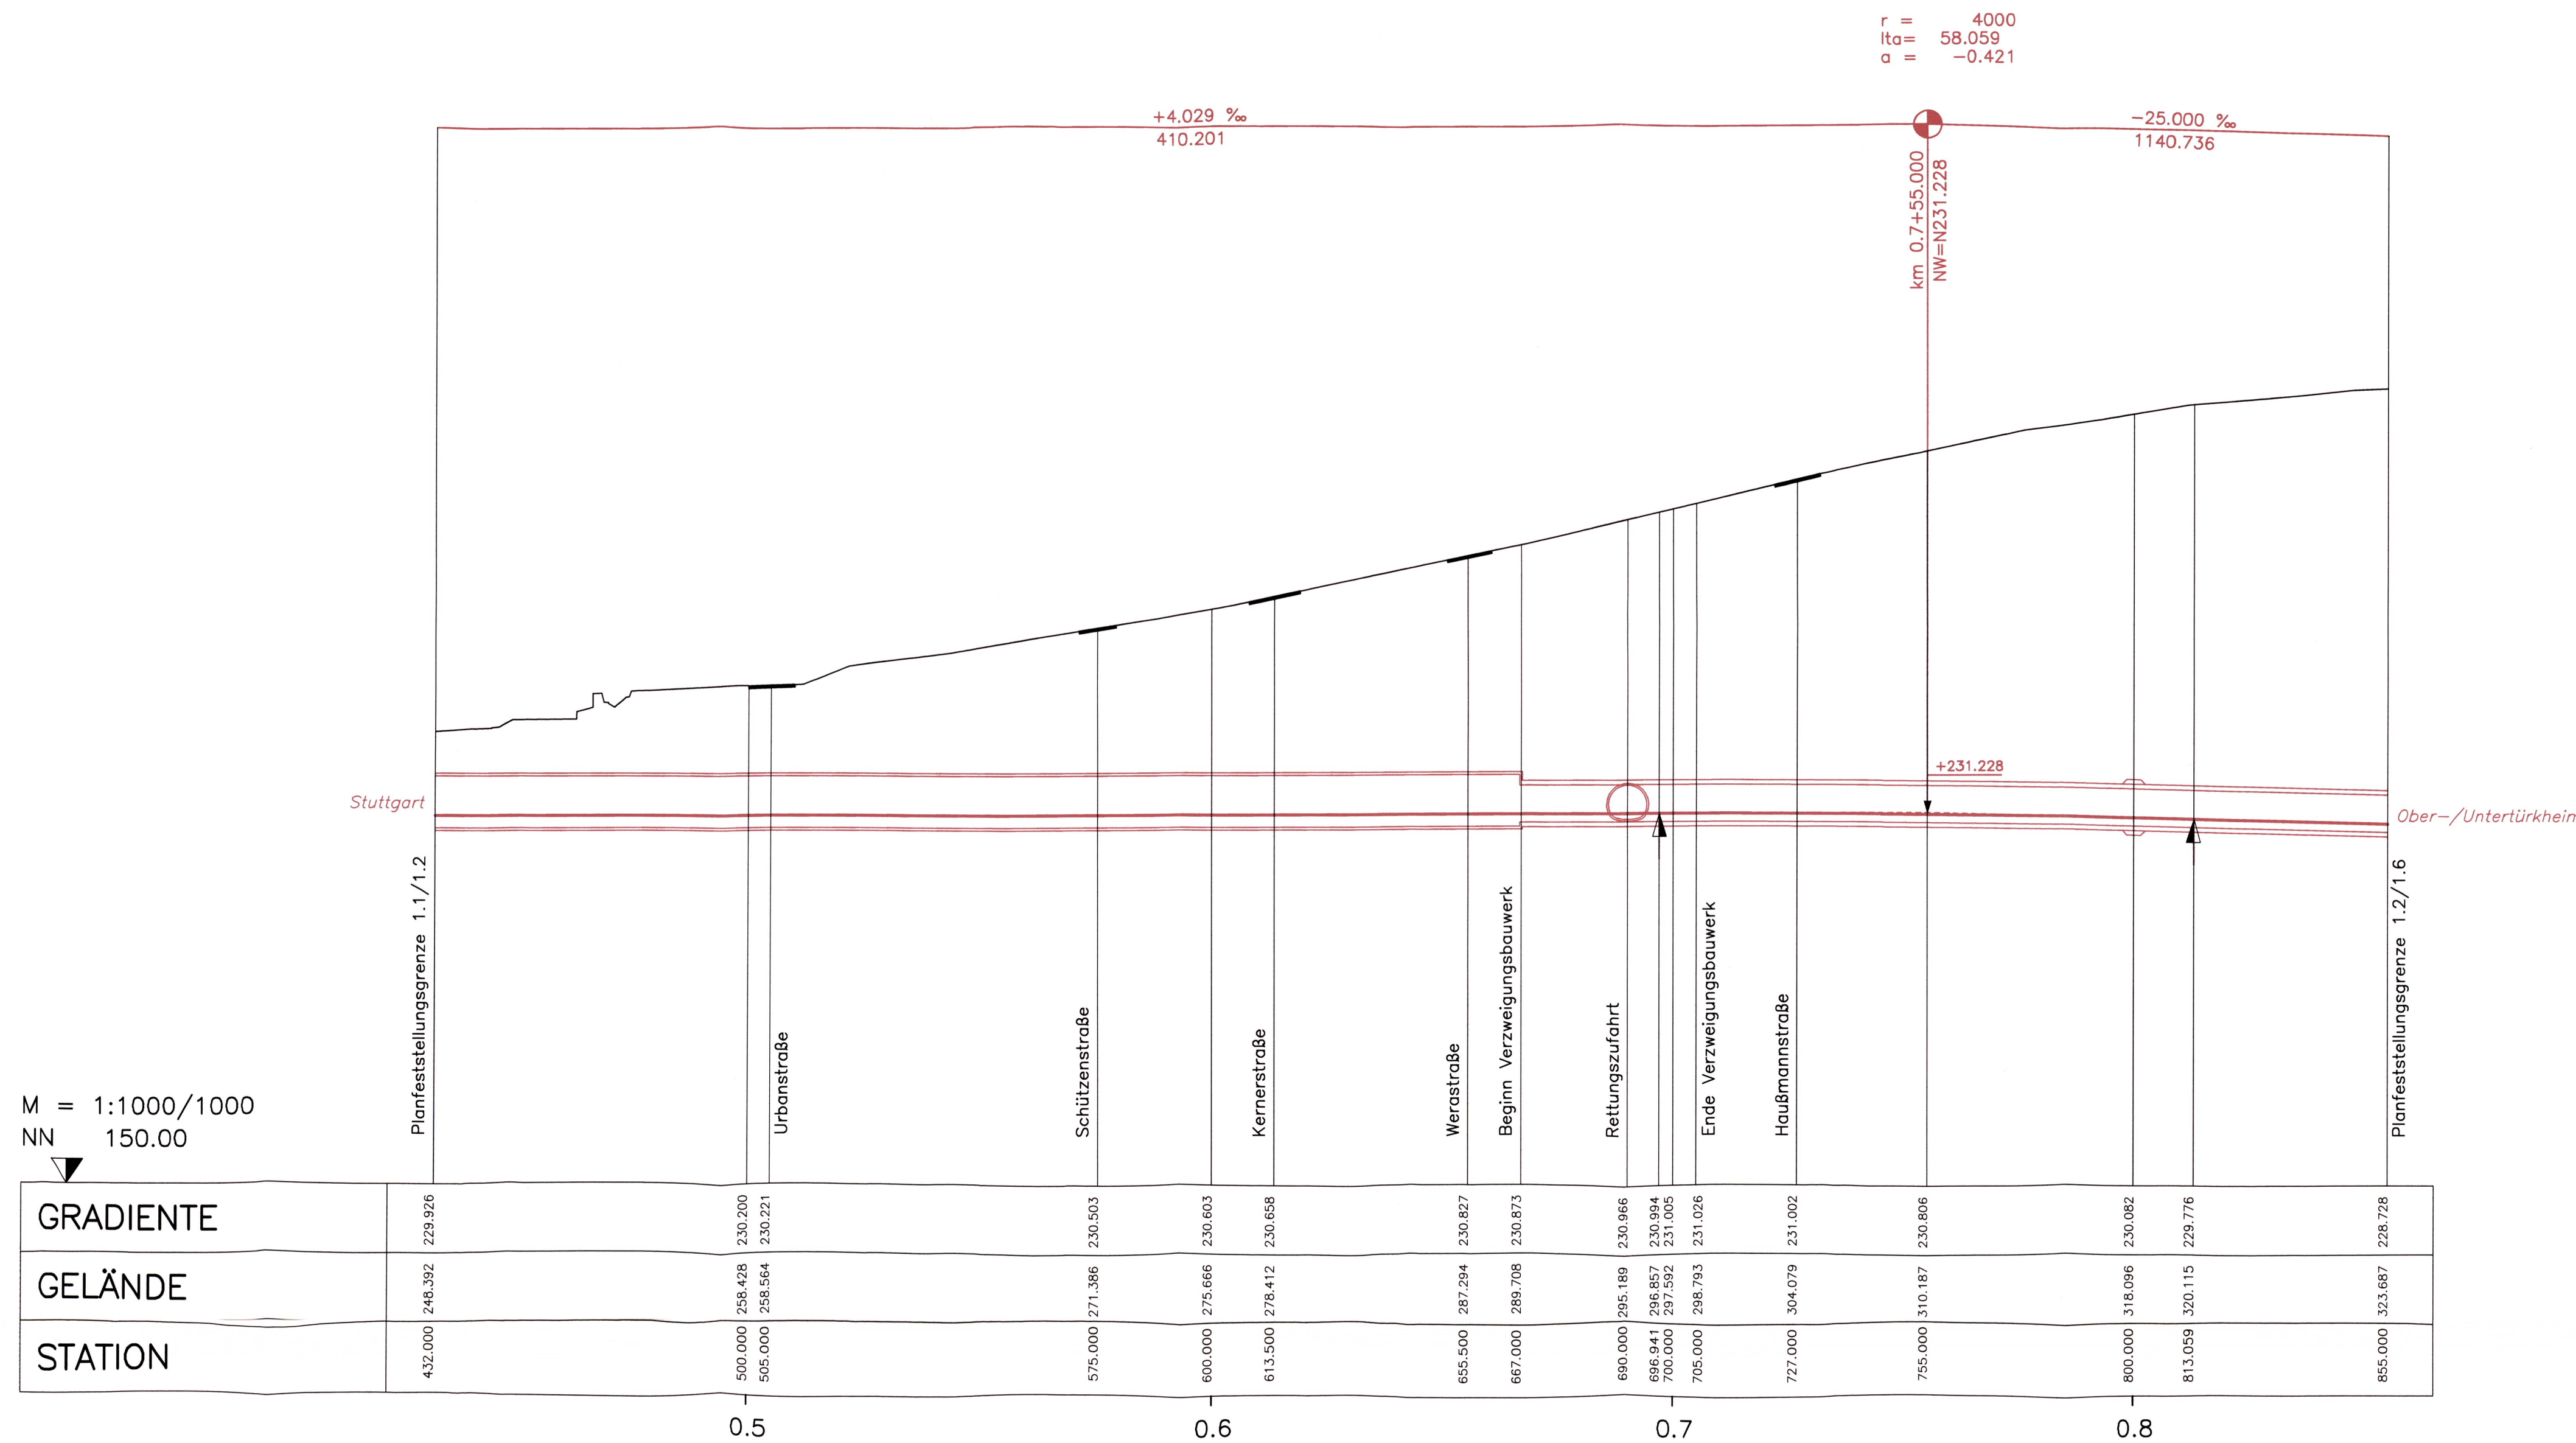 r = 4000
lta= 58.059
a = -0.421
+4.029 ‰
410.201
-25.000 ‰
1140.736
km 0.7+55.000
NW=N231.228
+231.228
Stuttgart
Ober-/Untertürkheim
Planfeststellungsgrenze 1.1/1.2
Urbanstraße
Schützenstraße
Kernerstraße
Werastraße
Beginn Verzweigungsbauwerk
Rettungszufahrt
Ende Verzweigungsbauwerk
Haußmannstraße
Planfeststellungsgrenze 1.2/1.6
M = 1:1000/1000
NN 150.00
GRADIENTE 229.926 230.200 230.221 230.503 230.603 230.658 230.827 230.873 230.966 230.994 231.005 231.026 231.002 230.806 230.082 229.776 228.728
GELÄNDE 248.392 258.428 258.564 271.386 275.666 278.412 287.294 289.708 295.189 296.857 297.592 298.793 304.079 310.187 318.096 320.115 323.687
STATION 432.000 500.000 505.000 575.000 600.000 613.500 655.500 667.000 690.000 696.941 700.000 705.000 727.000 755.000 800.000 813.059 855.000
0.5 0.6 0.7 0.8